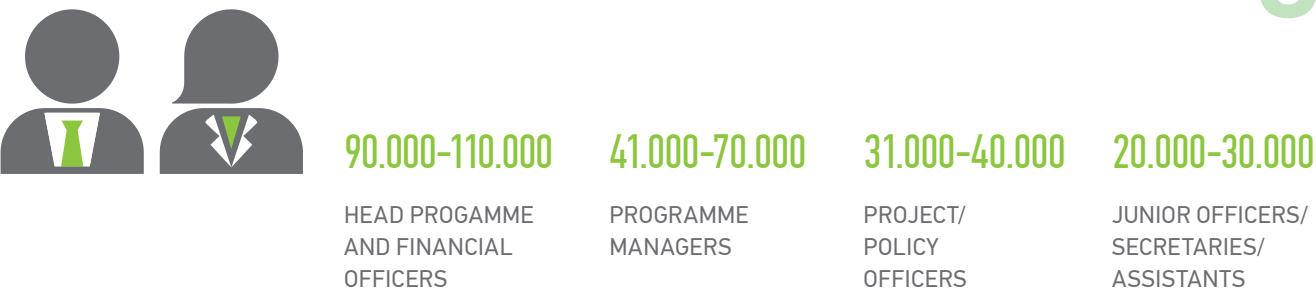 90.000-110.000
HEAD PROGAMME
AND FINANCIAL
OFFICERS
41.000-70.000
PROGRAMME
MANAGERS
31.000-40.000
PROJECT/
POLICY
OFFICERS
20.000-30.000
JUNIOR OFFICERS/
SECRETARIES/
ASSISTANTS